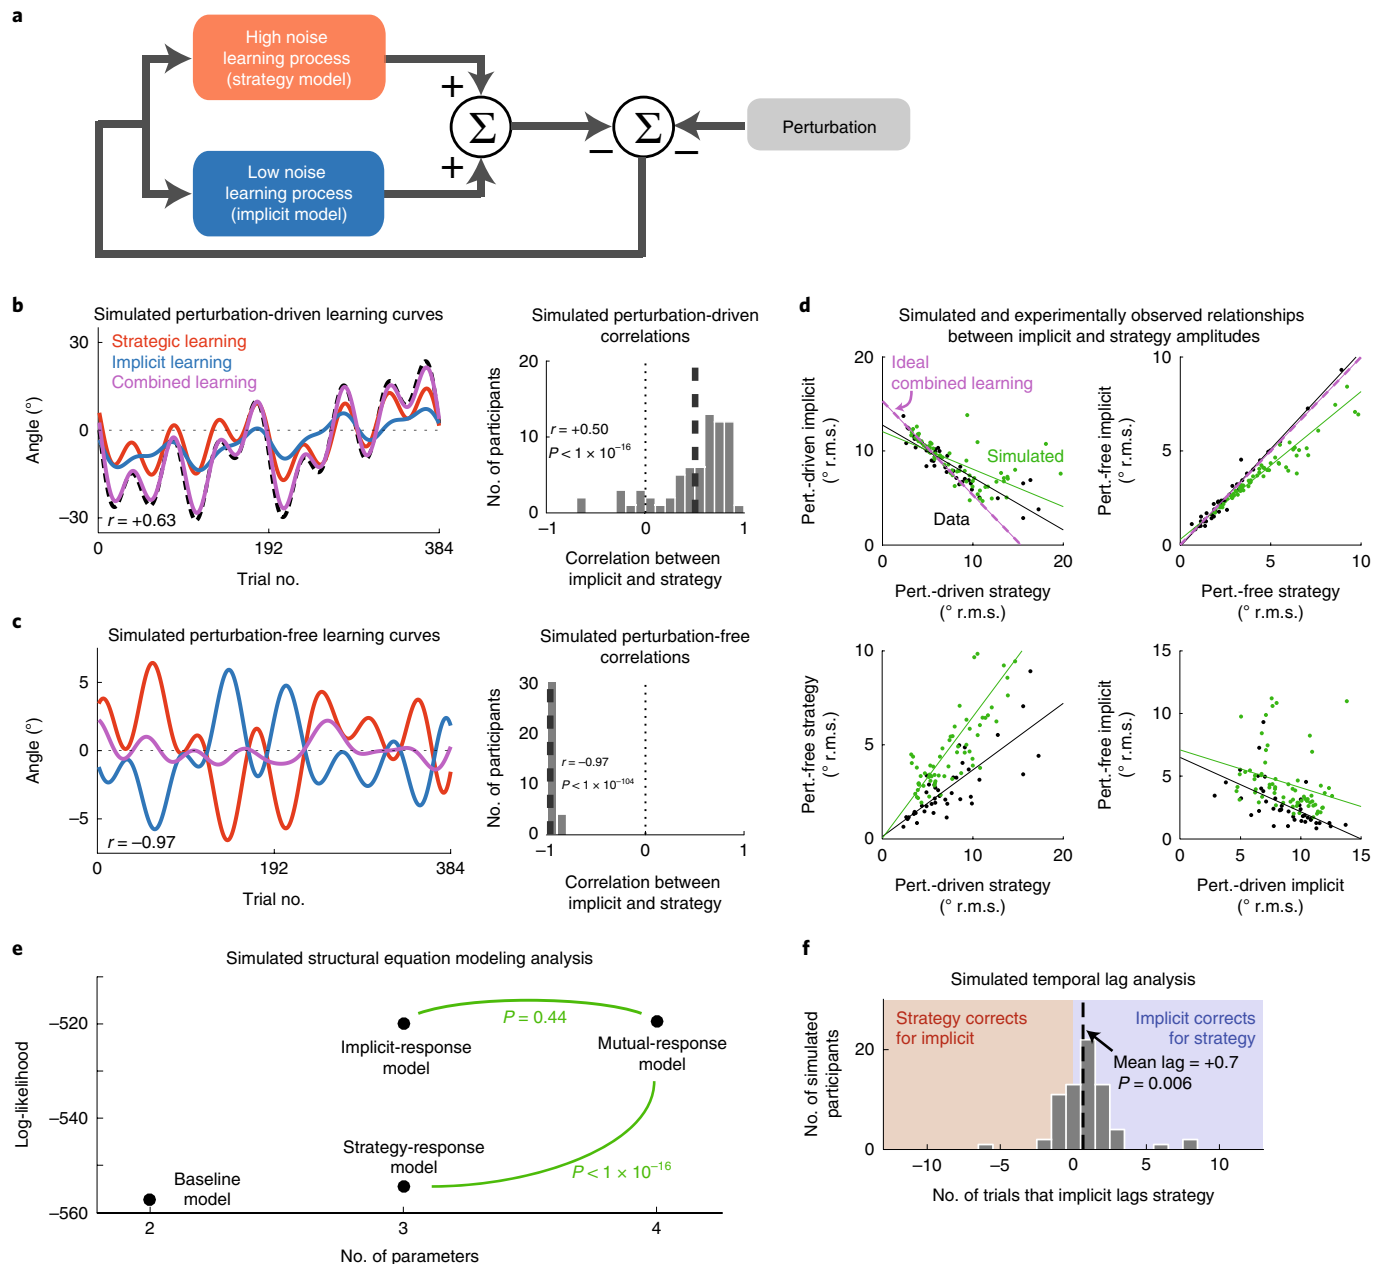 a
High noise
learning process
(strategy model)
Low noise
learning process
(implicit model)
+
+
Σ
Σ
–
–
Perturbation
b
Simulated perturbation-driven learning curves
Strategic learning
Implicit learning
Combined learning
30
0
–30
Angle (°)
r = +0.63
0
192
384
Trial no.
Simulated perturbation-driven
correlations
20
10
0
No. of participants
r = +0.50
P < 1 × 10⁻¹⁶
–1
0
1
Correlation between
implicit and strategy
c
Simulated perturbation-free learning curves
5
0
–5
Angle (°)
r = –0.97
0
192
384
Trial no.
Simulated perturbation-free
correlations
30
20
10
0
No. of participants
r = –0.97
P < 1 × 10⁻¹⁰⁴
–1
0
1
Correlation between
implicit and strategy
d
Simulated and experimentally observed relationships
between implicit and strategy amplitudes
Ideal
combined learning
Simulated
Data
20
10
0
Pert.-driven implicit
(° r.m.s.)
0
10
20
Pert.-driven strategy
(° r.m.s.)
10
5
0
Pert.-free implicit
(° r.m.s.)
0
5
10
Pert.-free strategy
(° r.m.s.)
10
5
0
Pert.-free strategy
(° r.m.s.)
0
10
20
Pert.-driven strategy
(° r.m.s.)
15
10
5
0
Pert.-free implicit
(° r.m.s.)
0
5
10
15
Pert.-driven implicit
(° r.m.s.)
e
Simulated structural equation modeling analysis
–520
–540
–560
Log-likelihood
P = 0.44
Implicit-response
model
Mutual-response
model
Strategy-response
model
P < 1 × 10⁻¹⁶
Baseline
model
2
3
4
No. of parameters
f
Simulated temporal lag analysis
Strategy corrects
for implicit
Implicit corrects
for strategy
Mean lag = +0.7
P = 0.006
20
0
No. of simulated
participants
–10
–5
0
5
10
No. of trials that implicit lags strategy